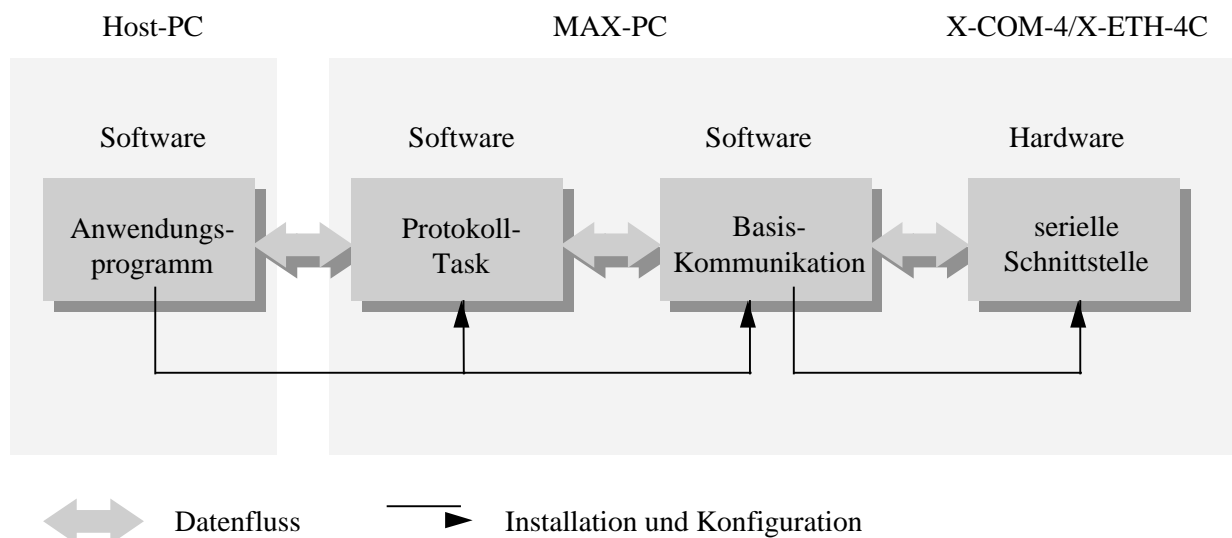 Host-PC
MAX-PC
X-COM-4/X-ETH-4C
Software
Software
Software
Hardware
Anwendungs-
programm
Protokoll-
Task
Basis-
Kommunikation
serielle
Schnittstelle
Datenfluss
Installation und Konfiguration